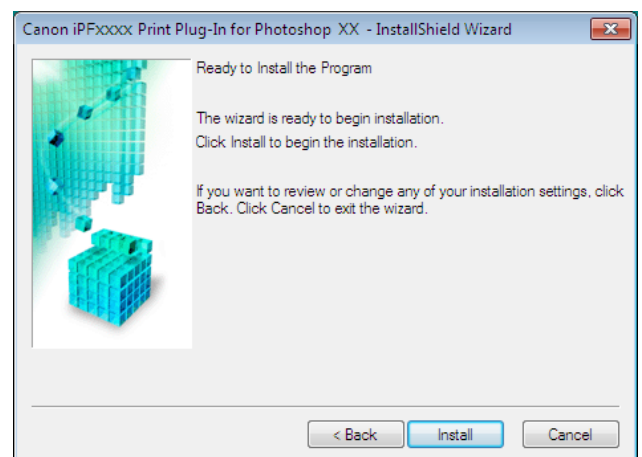 Canon iPFxxxx Print Plug-In for Photoshop XX - InstallShield Wizard
Ready to Install the Program
The wizard is ready to begin installation.
Click Install to begin the installation.
If you want to review or change any of your installation settings, click
Back. Click Cancel to exit the wizard.
< Back
Install
Cancel